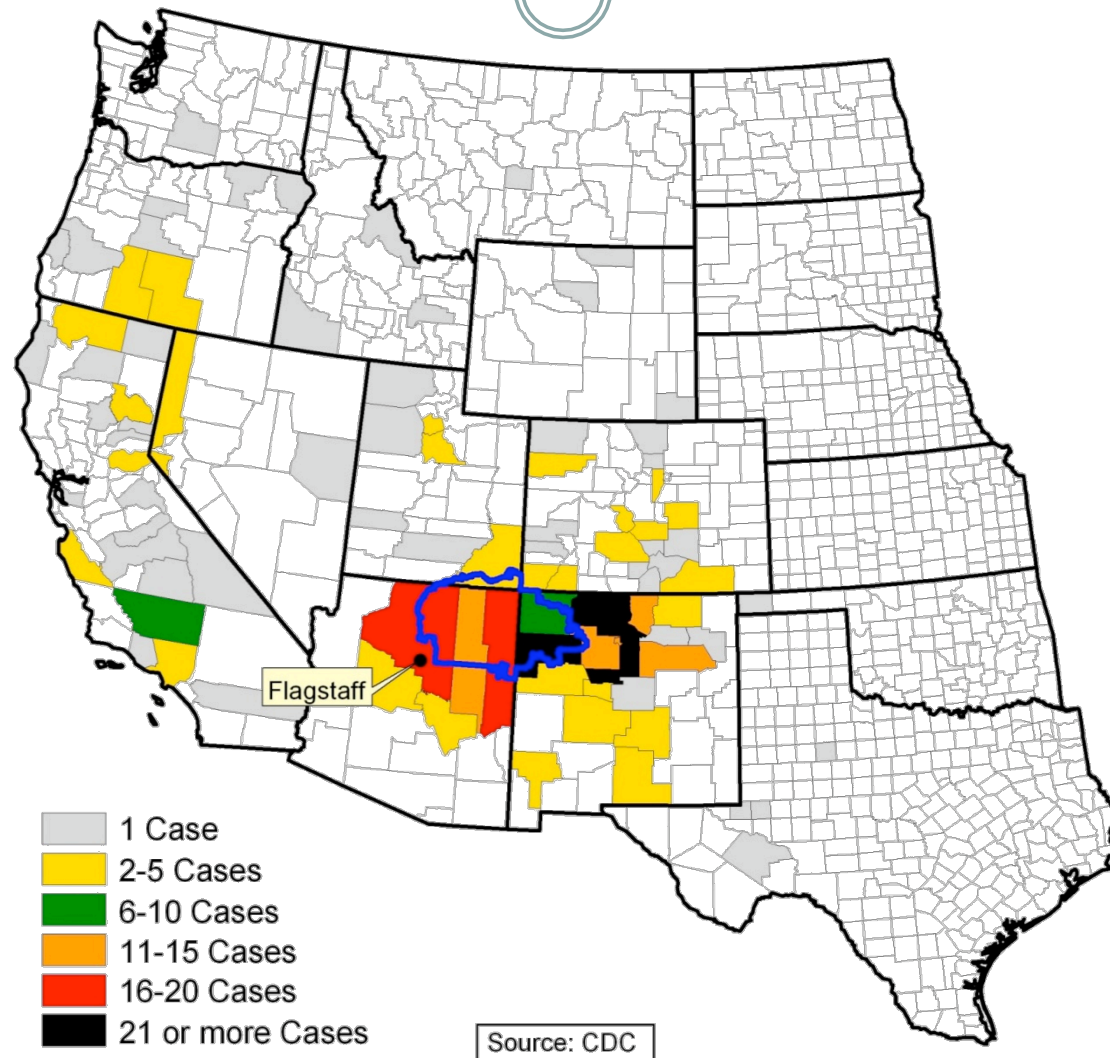 Flagstaff
1 Case
2-5 Cases
6-10 Cases
11-15 Cases
16-20 Cases
21 or more Cases
Source: CDC